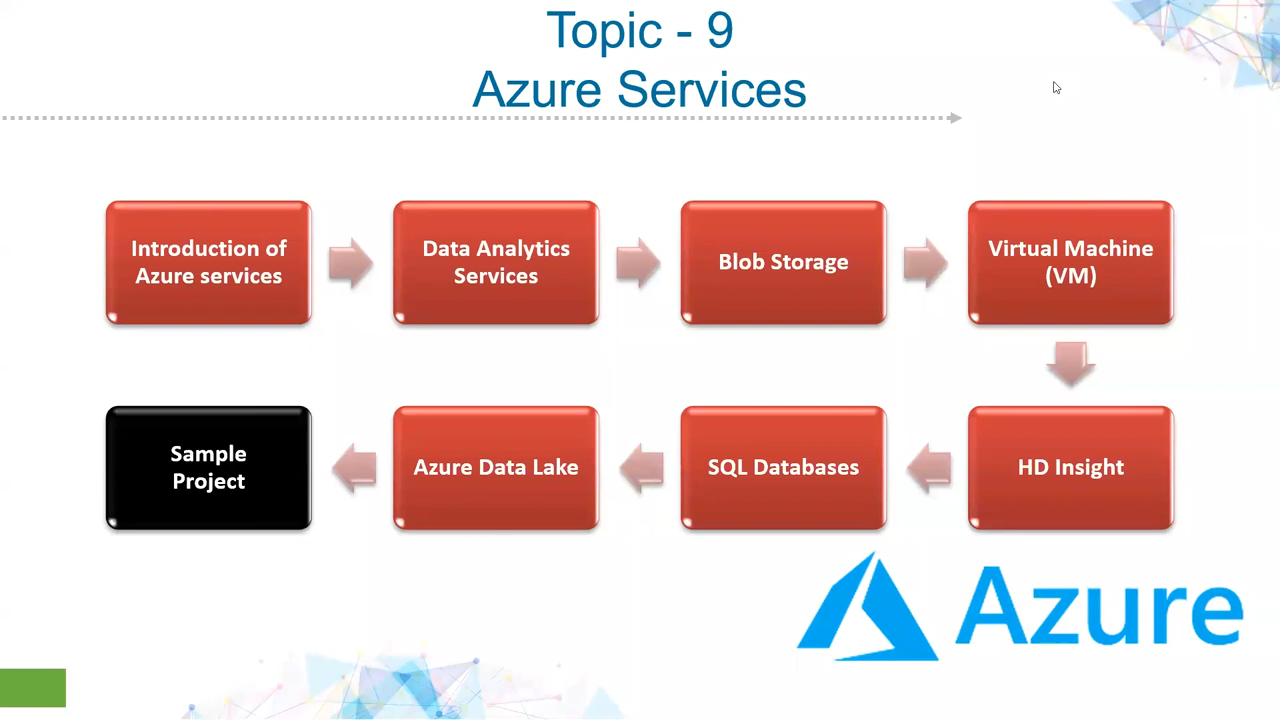 Topic - 9
Azure Services
Introduction of
Azure services
Data Analytics
Services
Blob Storage
Virtual Machine
(VM)
HD Insight
SQL Databases
Azure Data Lake
Sample
Project
Azure